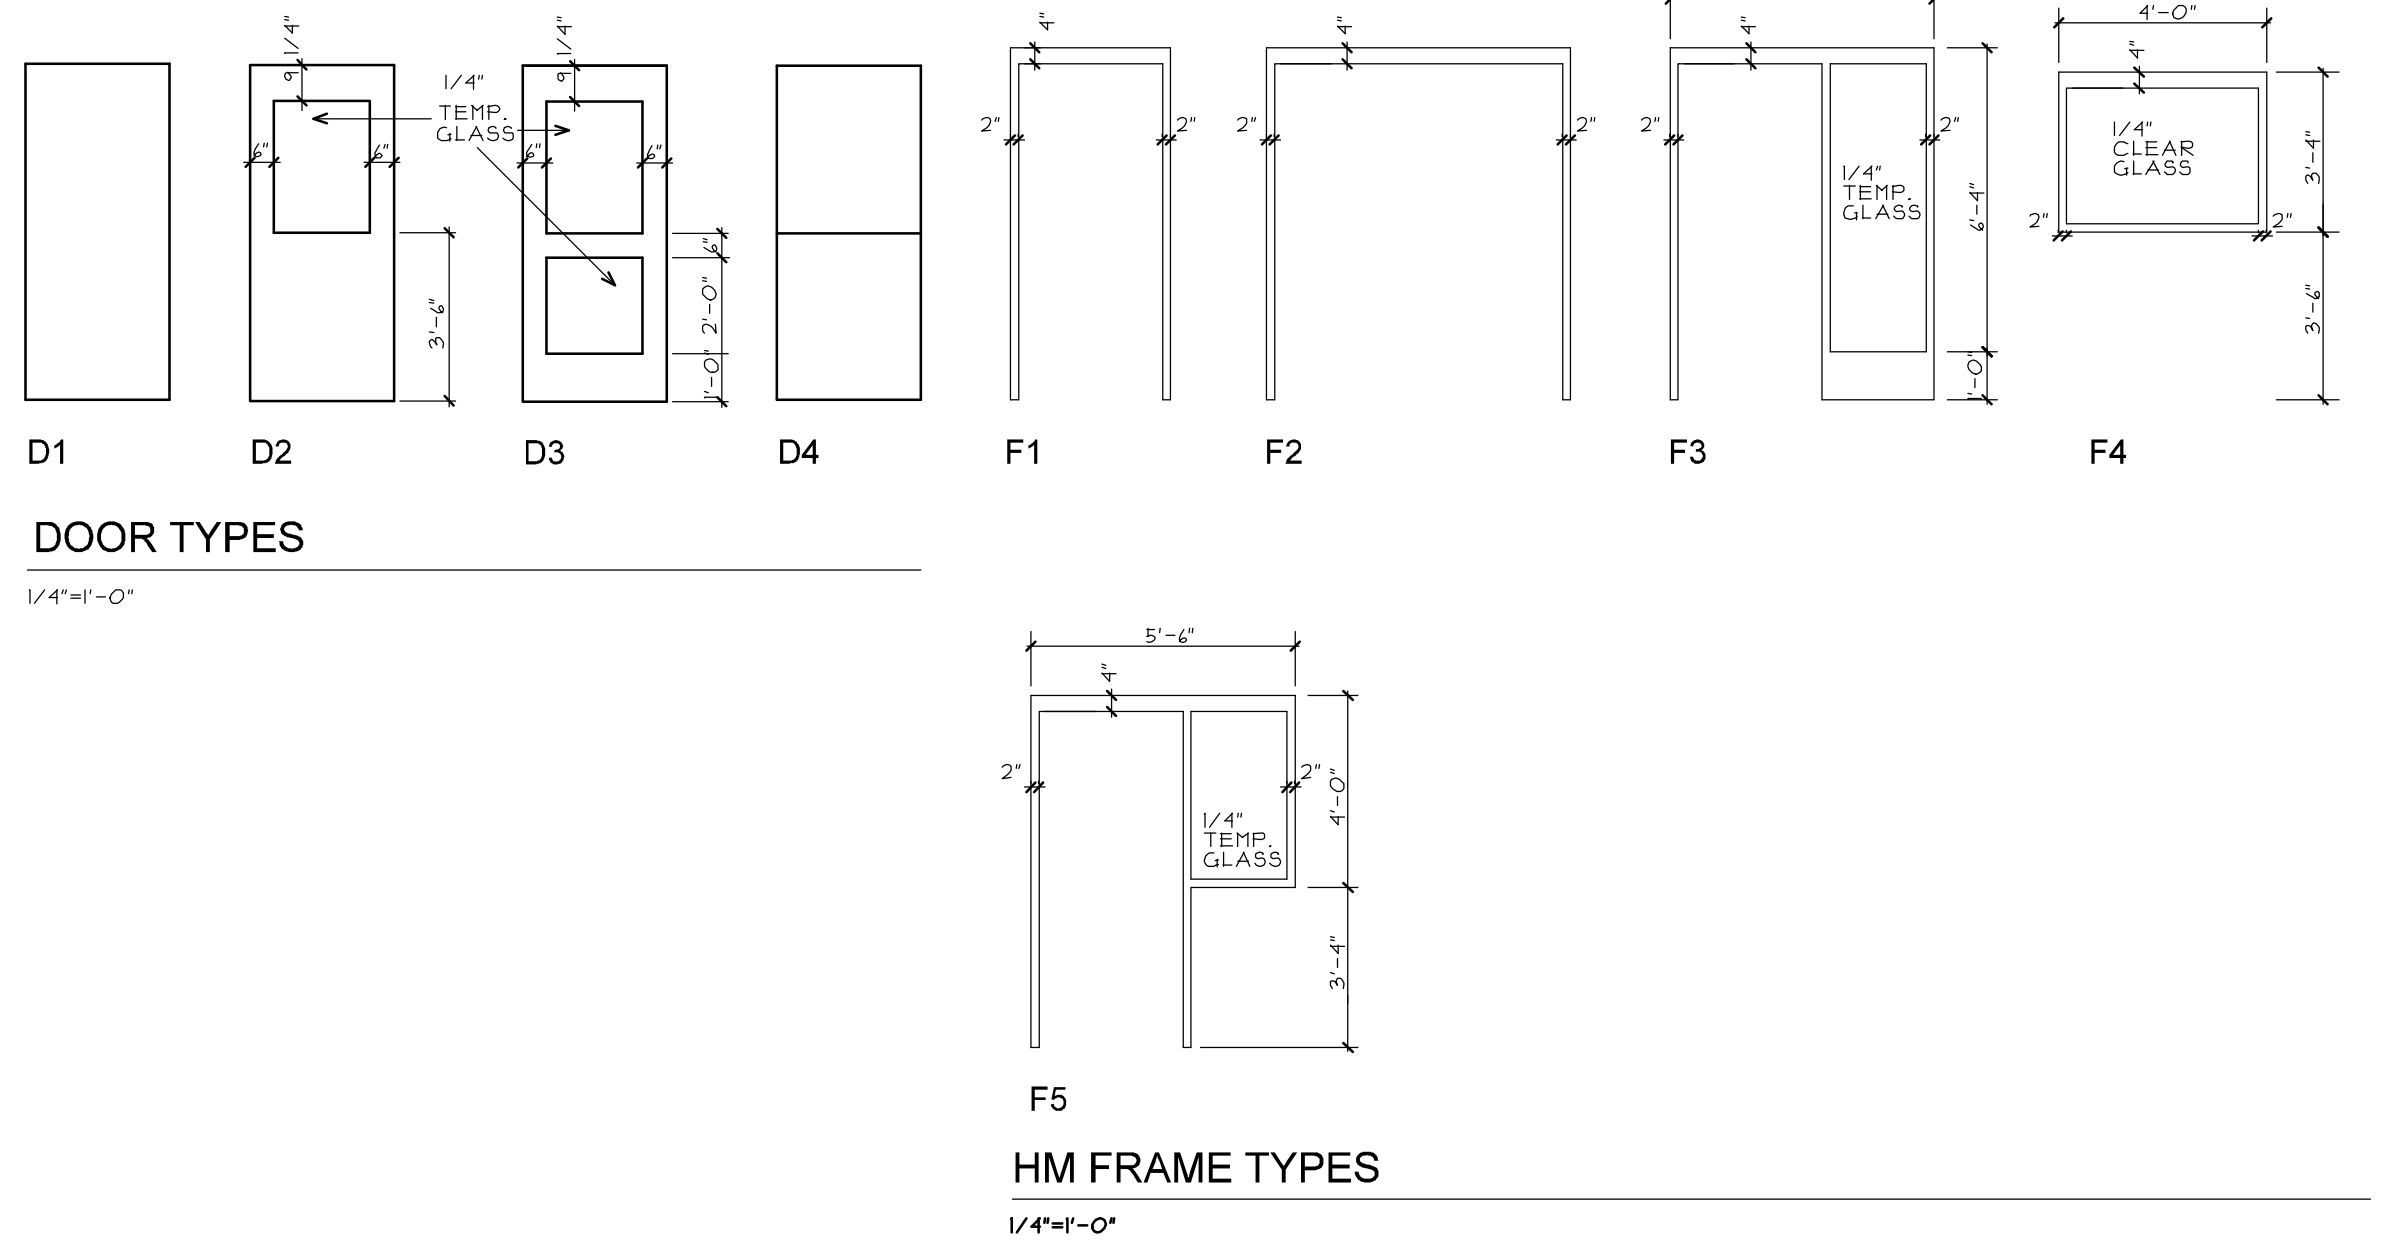 9 1/4"
1/4"
TEMP.
GLASS
6"
6"
3'-6"
9 1/4"
6"
6"
6"
2'-0"
1'-0"
4"
2"
2"
4"
2"
2"
4"
2"
2"
1/4"
TEMP.
GLASS
6'-4"
1'-0"
4'-0"
4"
1/4"
CLEAR
GLASS
2"
2"
3'-4"
3'-6"
D1
D2
D3
D4
F1
F2
F3
F4
DOOR TYPES
1/4"=1'-0"
5'-6"
4"
2"
2"
1/4"
TEMP.
GLASS
4'-0"
3'-4"
F5
HM FRAME TYPES
1/4"=1'-0"